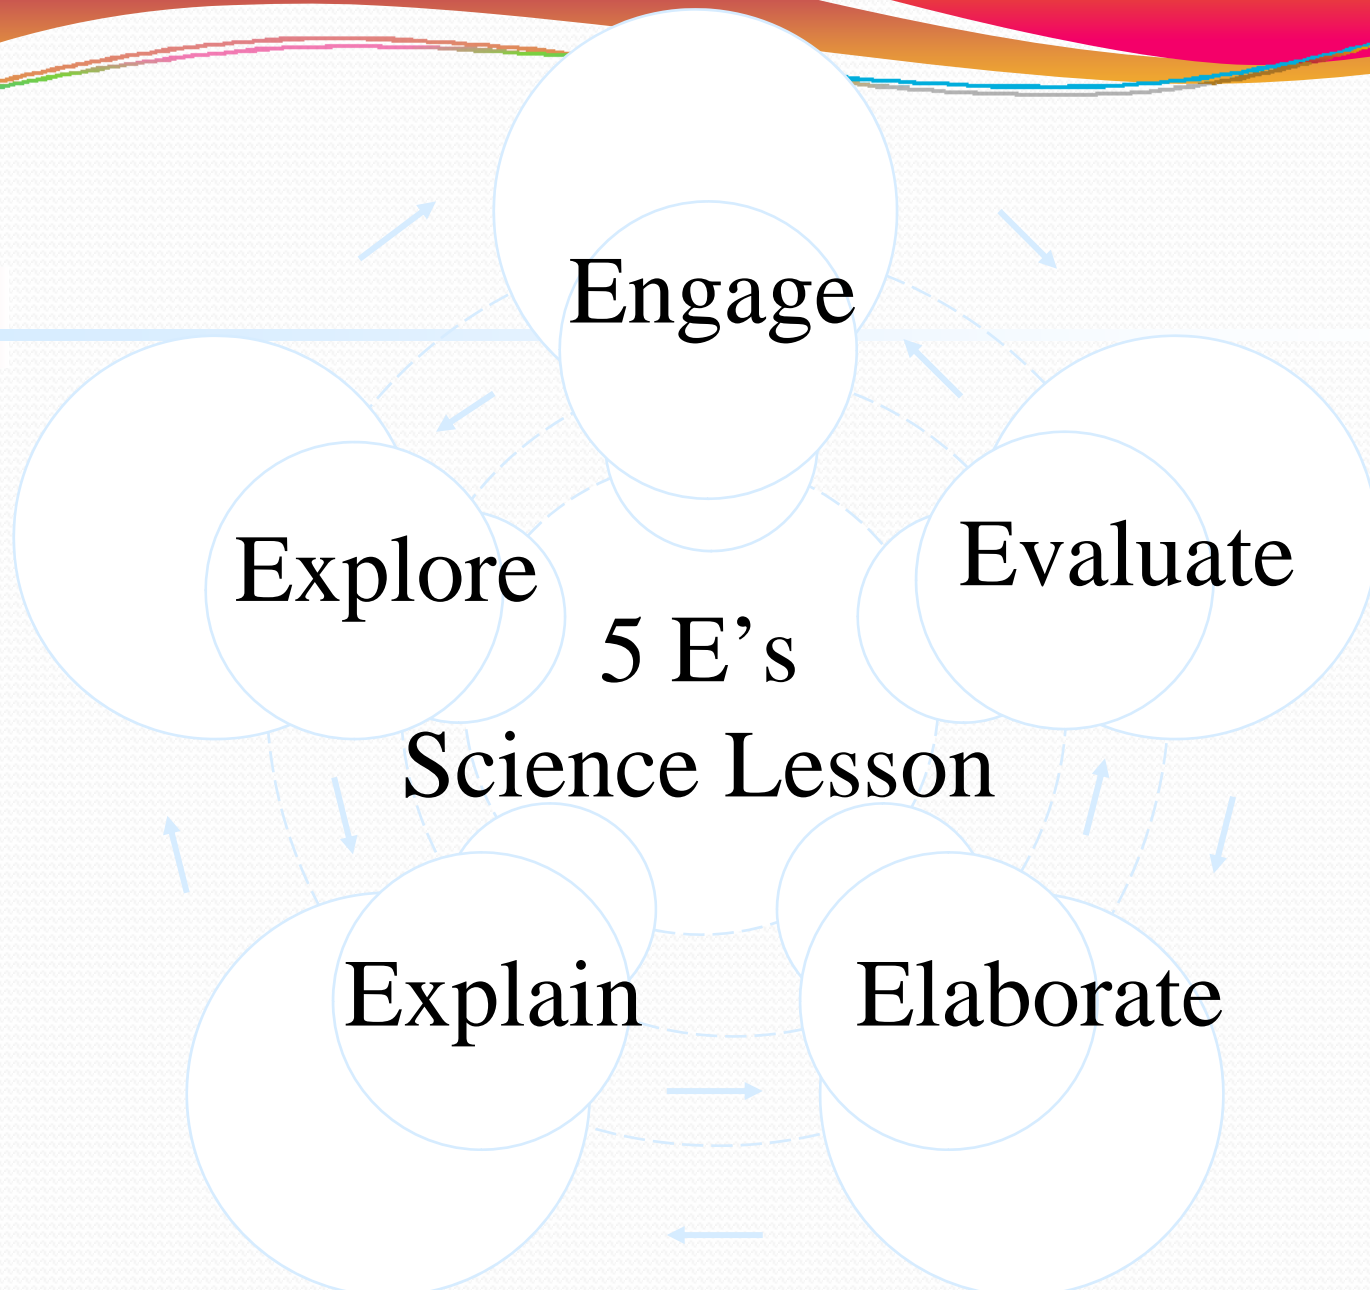 Engage
Explore
Evaluate
5 E’s
Science Lesson
Explain
Elaborate